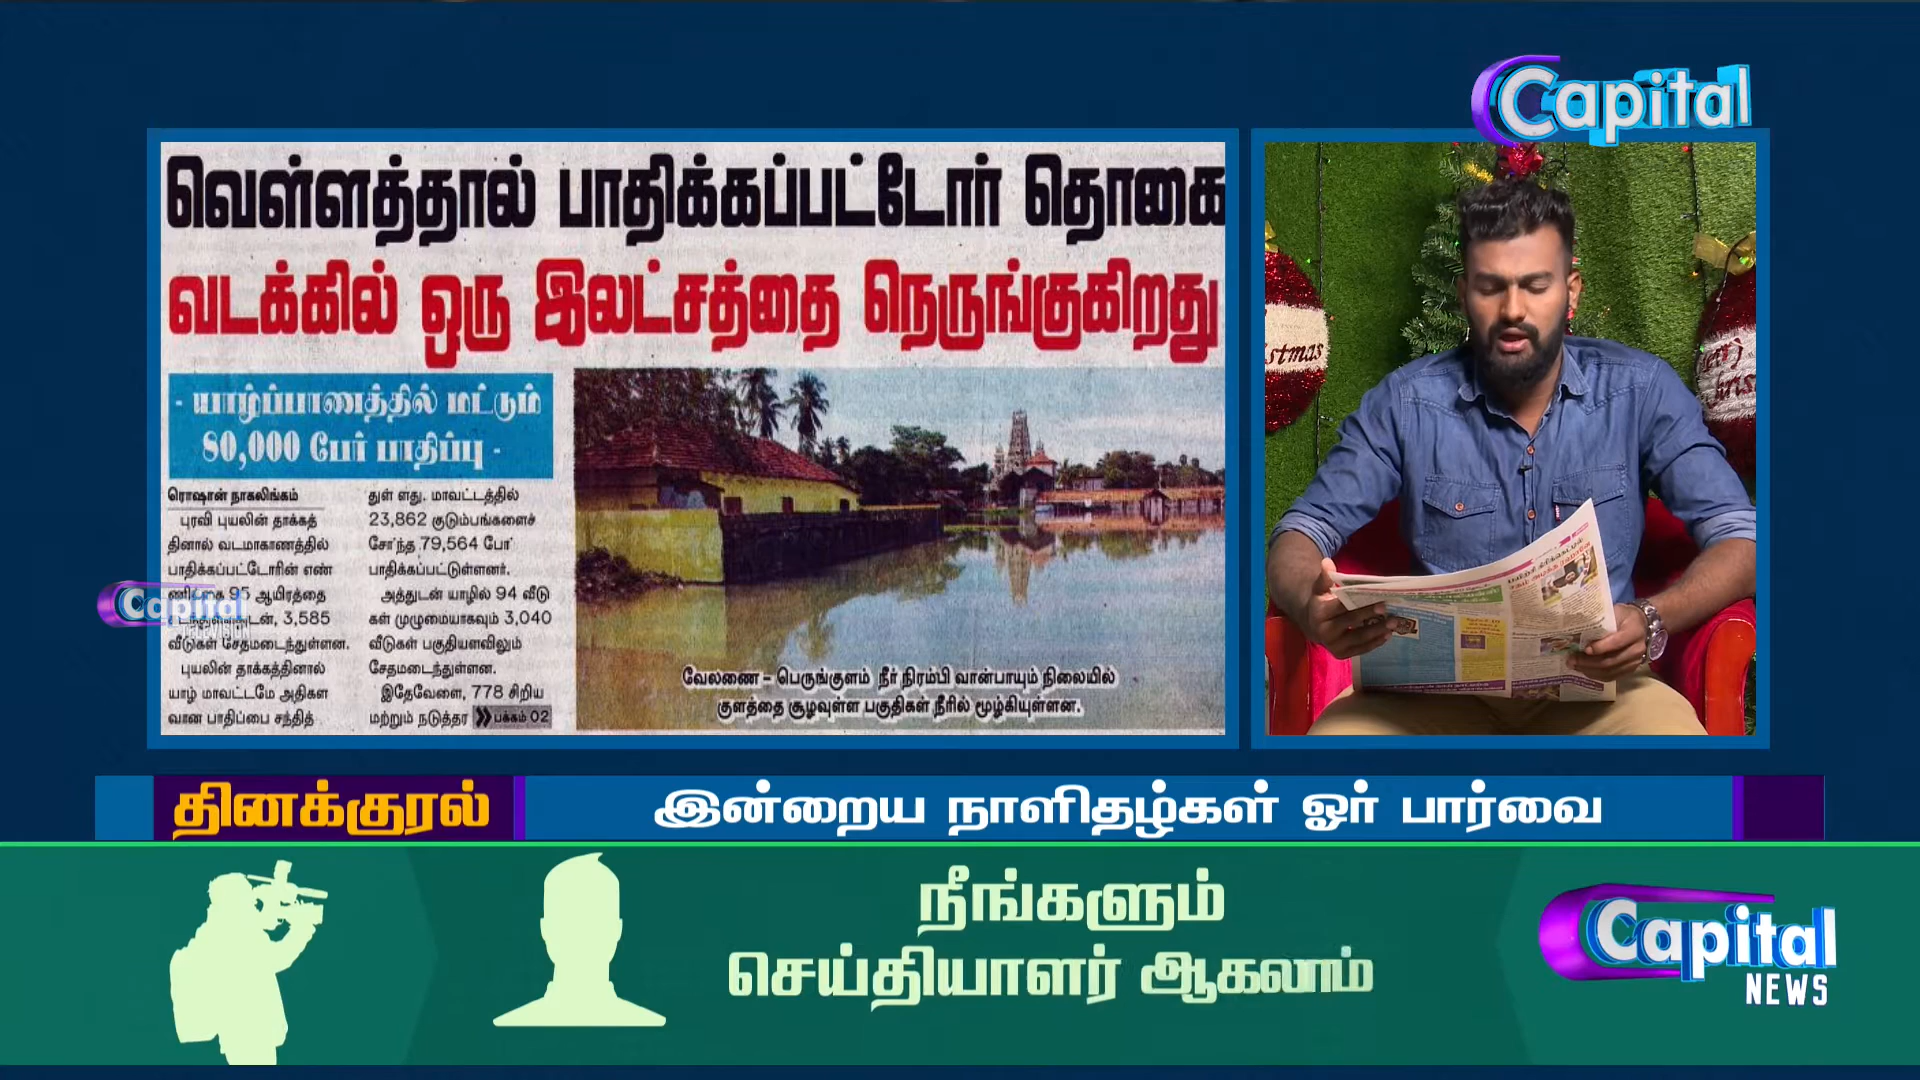 Capital
வெள்ளத்தால் பாதிக்கப்பட்டோர் தொகை
வடக்கில் ஒரு இலட்சத்தை நெருங்குகிறது
- யாழ்ப்பாணத்தில் மட்டும்
80,000 பேர் பாதிப்பு -
ரொஷான் நாகலிங்கம்
புரவி புயலின் தாக்கத்
தினால் வடமாகாணத்தில்
பாதிக்கப்பட்டோரின் எண்
95 ஆயிரத்தை
3,585
வீடுகள் சேதமடைந்துள்ளன.
புயலின் தாக்கத்தினால்
யாழ் மாவட்டமே அதிகள
வான பாதிப்பை சந்தித்
துள் ளது. மாவட்டத்தில்
23,862 குடும்பங்களைச்
சேர்ந்த 79,564 பேர்
பாதிக்கப்பட்டுள்ளனர்.
அத்துடன் யாழில் 94 வீடு
கள் முழுமையாகவும் 3,040
வீடுகள் பகுதியளவிலும்
சேதமடைந்துள்ளன.
இதேவேளை, 778 சிறிய
மற்றும் நடுத்தர பக்கம் 02
வேலணை – பெருங்குளம் நீர் நிரம்பி வான்பாயும் நிலையில்
குளத்தை சூழவுள்ள பகுதிகள் நீரில் மூழ்கியுள்ளன.
Capital
TELEVISION
தினக்குரல்
இன்றைய நாளிதழ்கள் ஓர் பார்வை
நீங்களும்
செய்தியாளர் ஆகலாம்
Capital
NEWS